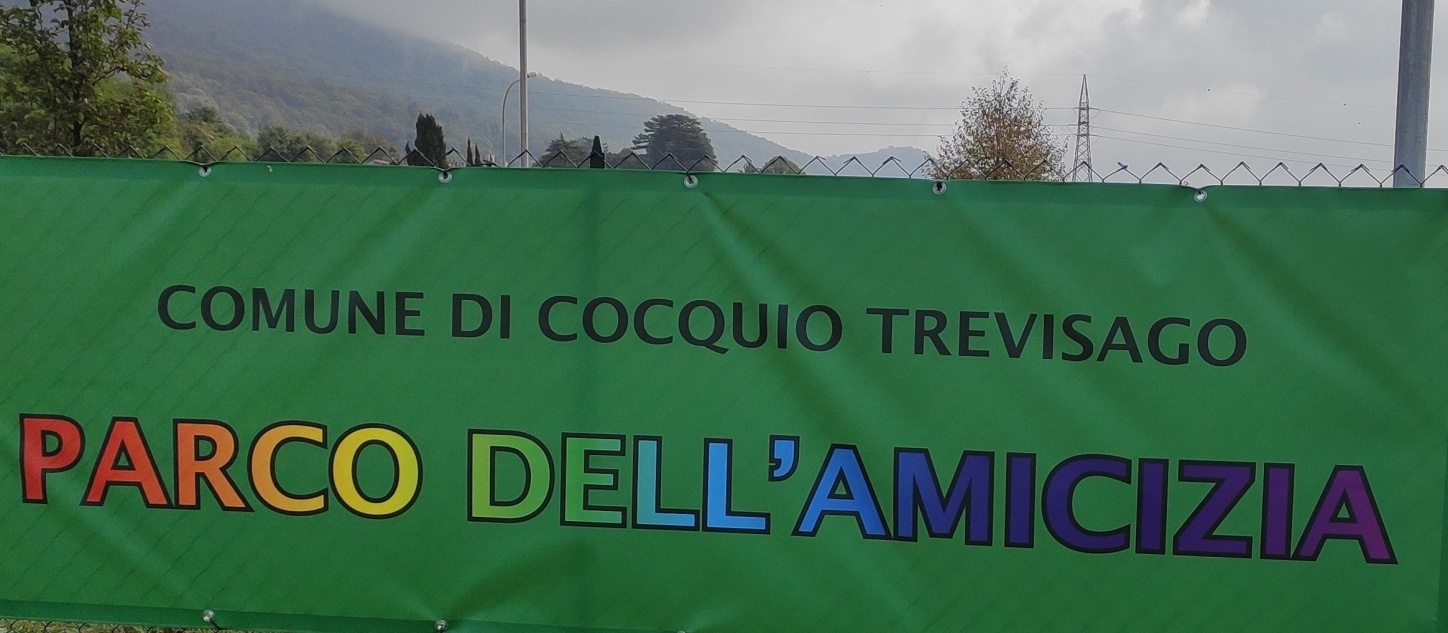 COMUNE DI COCQUIO TREVISAGO
PARCO DELL'AMICIZIA